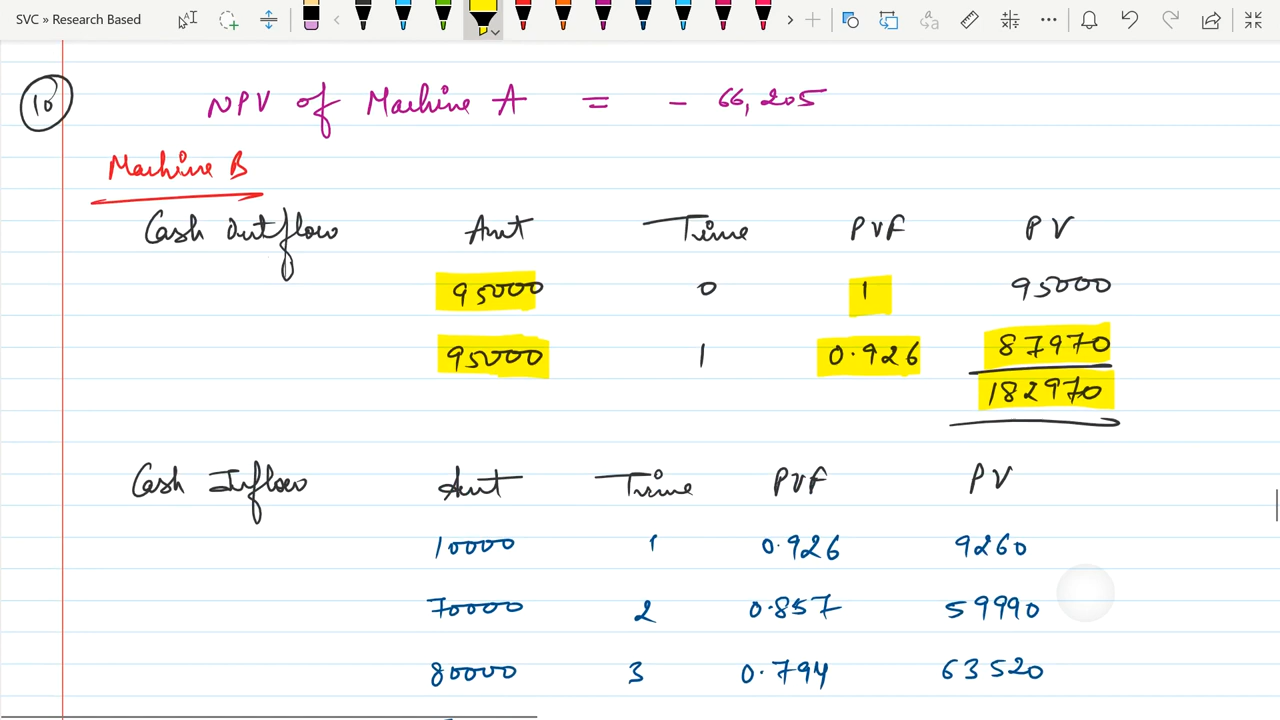 SVC » Research Based
10 NPV of Machine A = - 66,205
Machine B
Cash Outflow Amt Time PVF PV
95000 0 1 95000
95000 1 0.926 87970
182970
Cash Inflow Amt Time PVF PV
10000 1 0.926 9260
70000 2 0.857 59990
80000 3 0.794 63520